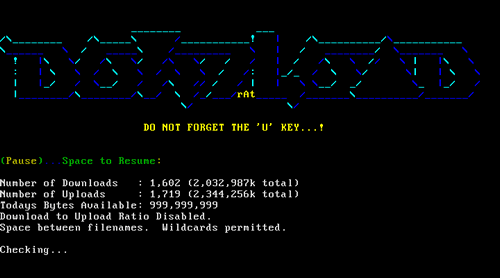 DOWNLOAD
rAt
DO NOT FORGET THE 'U' KEY...!
(Pause)  Space to Resume:
Number of Downloads   : 1,602 (2,032,987k total)
Number of Uploads     : 1,719 (2,344,256k total)
Todays Bytes Available: 999,999,999
Download to Upload Ratio Disabled.
Space between filenames.  Wildcards permitted.
Checking...